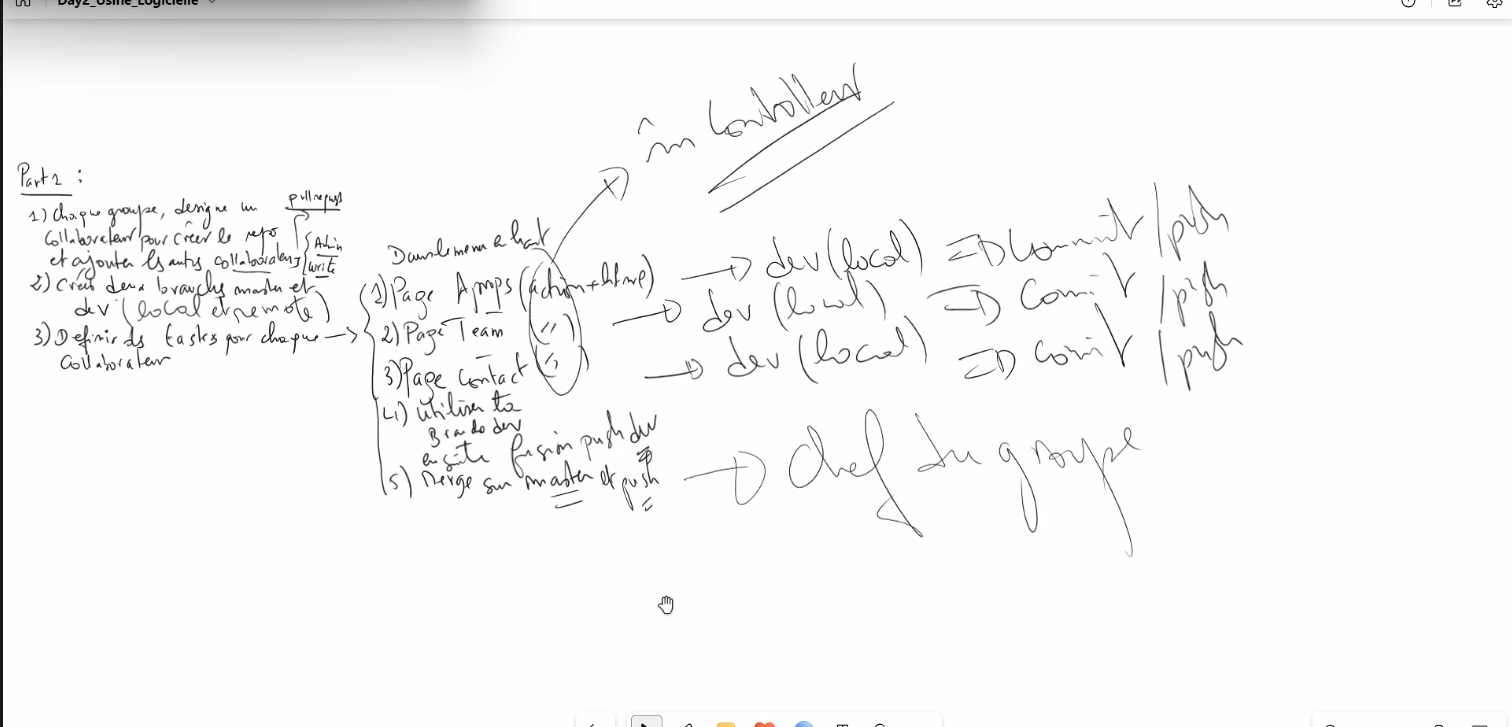 Day2_Usine_Logicielle
in Controllers
Part 2 :
1) Chaque groupe, designe un
Collaborateur pour créer le repo
et ajouter les autres collaborateurs
pull request
Admin
write
2) Créer deux branches master et
dev (local et remote)
3) Definir des tasks pour chaque
Collaborateur
Dans le menu en haut
1) Page Apropos (action + html) → dev (local) ⇒ Commit / push
2) Page Team (") → dev (local) ⇒ Commit / push
3) Page Contact (") → dev (local) ⇒ Commit / push
4) utiliser la
ensuite fusion push dev
5) Merge sur master et push → chef du groupe